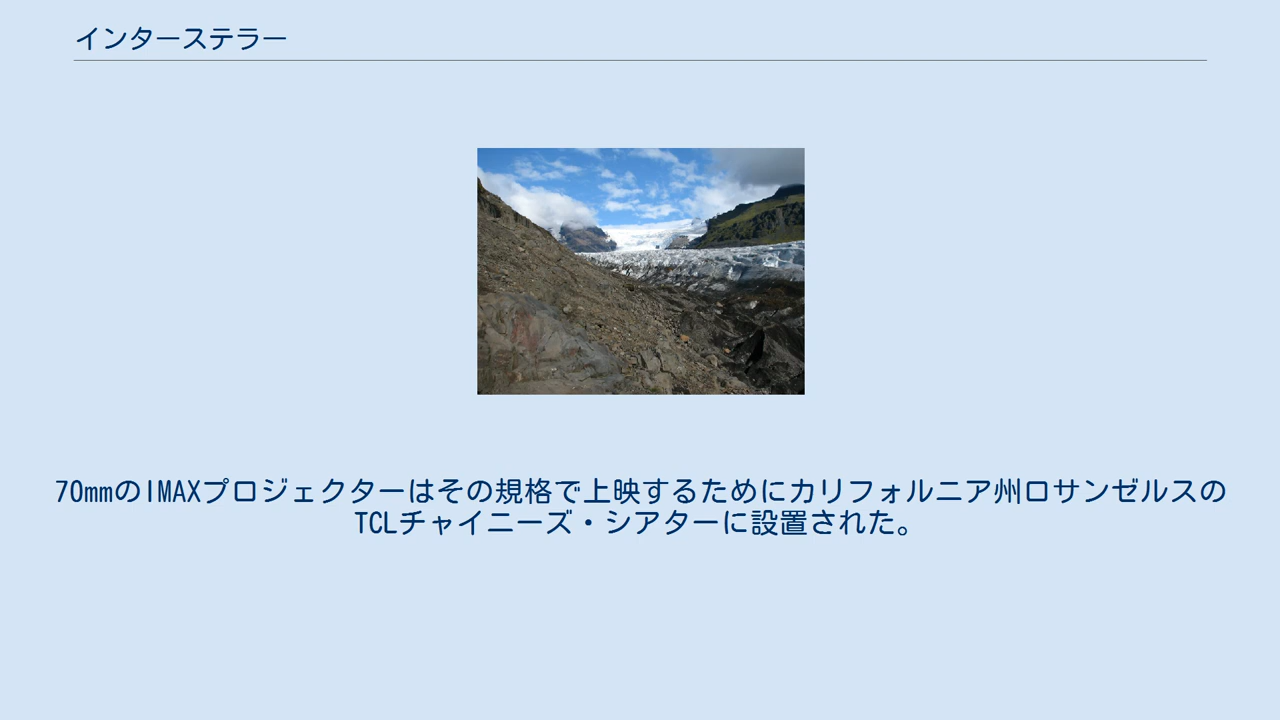 インターステラー
70mmのIMAXプロジェクターはその規格で上映するためにカリフォルニア州ロサンゼルスの
TCLチャイニーズ・シアターに設置された。